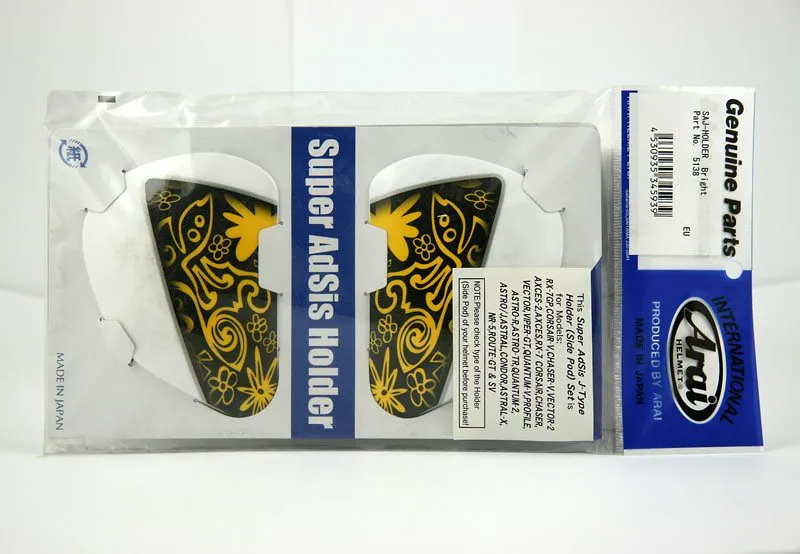 紙
Super AdSis Holder
MADE IN JAPAN
This Super AdSis J-Type
Holder (Side Pod) Set is
for Models:
RX-7GP,CORSAIR-V,CHASER-V,VECTOR-2
AXCES-2,AXCES,RX-7 CORSAIR,CHASER,
VECTOR,VIPER-GT,QUANTUM-V,PROFILE,
ASTRO-R,ASTRO-TR,QUANTUM-2,
ASTRO/J,ASTRAL,CONDOR,ASTRAL-X,
NR-5,ROUTE-GT & SV
NOTE:Please check type of the Holder
(Side Pod) of your helmet before purchase!
Genuine Parts
SAJ-HOLDER Bright
Part No. 5138
4530935345939
EU
INTERNATIONAL
Arai
HELMET
PRODUCED BY ARAI
MADE IN JAPAN